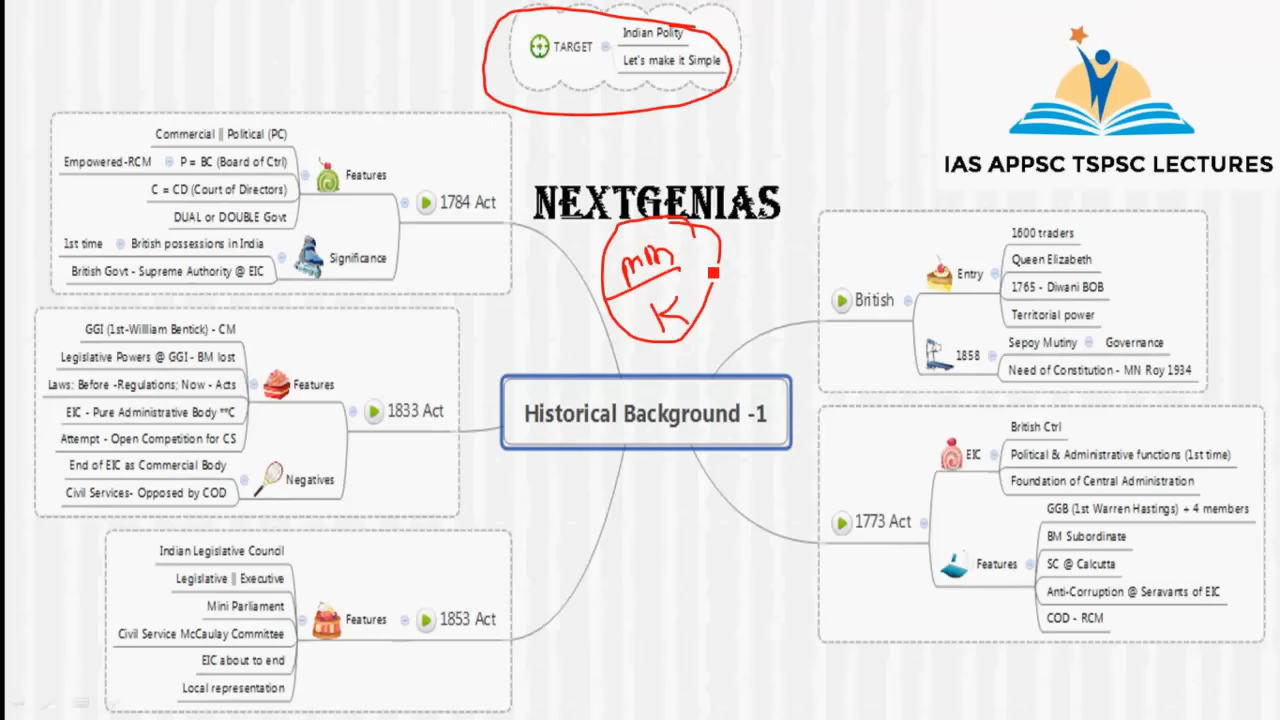 TARGET
Indian Polity
Let's make it Simple
IAS APPSC TSPSC LECTURES
NEXTGENIAS
mm
K
Historical Background -1
1784 Act
Features
Commercial || Political (PC)
Empowered-RCM
P = BC (Board of Ctrl)
C = CD (Court of Directors)
DUAL or DOUBLE Govt
Significance
1st time
British possessions in India
British Govt - Supreme Authority @ EIC
1833 Act
Features
GGI (1st-Willliam Bentick) - CM
Legislative Powers @ GGI - BM lost
Laws: Before -Regulations; Now - Acts
EIC - Pure Administrative Body **C
Attempt - Open Competition for CS
Negatives
End of EIC as Commercial Body
Civil Services- Opposed by COD
1853 Act
Features
Indian Legislative Council
Legislative || Executive
Mini Parliament
Civil Service McCaulay Committee
EIC about to end
Local representation
British
Entry
1600 traders
Queen Elizabeth
1765 - Diwani BOB
Territorial power
1858
Sepoy Mutiny
Governance
Need of Constitution - MN Roy 1934
1773 Act
EIC
British Ctrl
Political & Administrative functions (1st time)
Foundation of Central Administration
Features
GGB (1st Warren Hastings) + 4 members
BM Subordinate
SC @ Calcutta
Anti-Corruption @ Seravants of EIC
COD - RCM